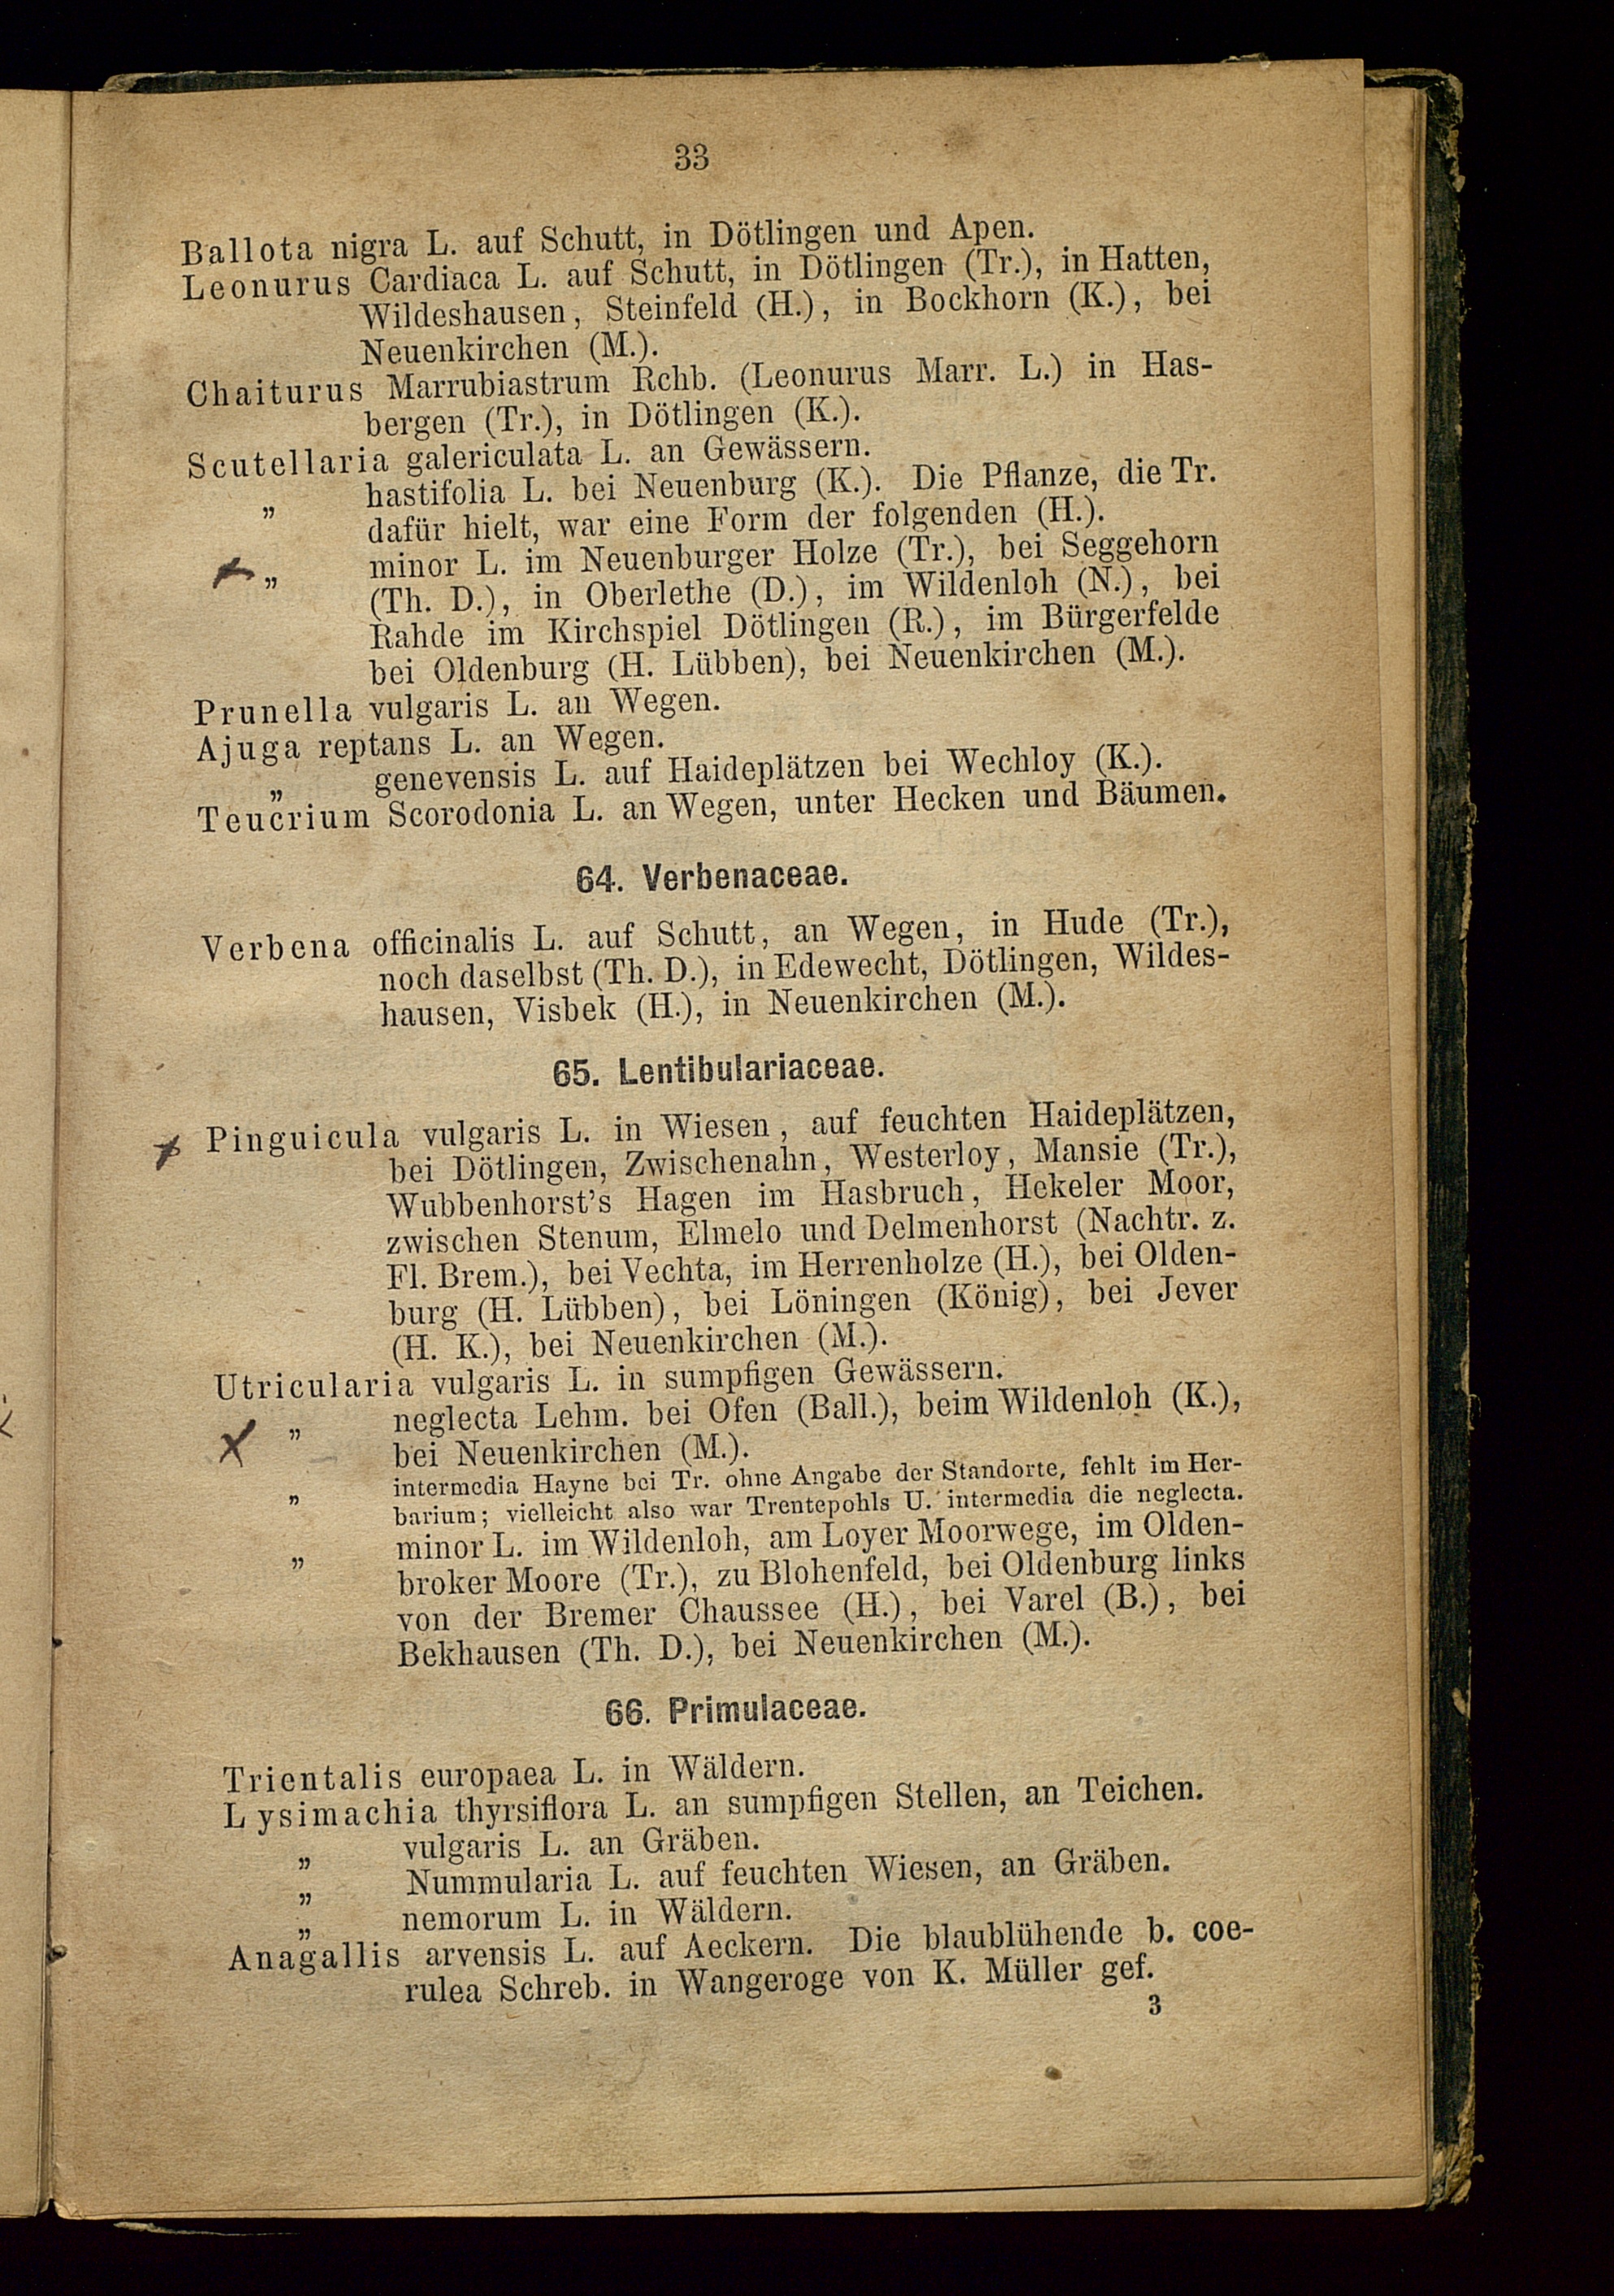 33
Ballota nigra L. auf Schutt, in Dötlingen und Apen.
Leonurus Cardiaca L. auf Schutt, in Dötlingen (Tr.), in Hatten,
Wildeshausen, Steinfeld (H.), in Bockhorn (K.), bei
Neuenkirchen (M.).
Chaiturus Marrubiastrum Rchb. (Leonurus Marr. L.) in Has-
bergen (Tr.), in Dötlingen (K.).
Scutellaria galericulata L. an Gewässern.
„ hastifolia L. bei Neuenburg (K.). Die Pflanze, die Tr.
dafür hielt, war eine Form der folgenden (H.).
„ minor L. im Neuenburger Holze (Tr.), bei Seggehorn
(Th. D.), in Oberlethe (D.), im Wildenloh (N.), bei
Rahde im Kirchspiel Dötlingen (R.), im Bürgerfelde
bei Oldenburg (H. Lübben), bei Neuenkirchen (M.).
Prunella vulgaris L. an Wegen.
Ajuga reptans L. an Wegen.
„ genevensis L. auf Haideplätzen bei Wechloy (K.).
Teucrium Scorodonia L. an Wegen, unter Hecken und Bäumen.
64. Verbenaceae.
Verbena officinalis L. auf Schutt, an Wegen, in Hude (Tr.),
noch daselbst (Th. D.), in Edewecht, Dötlingen, Wildes-
hausen, Visbek (H.), in Neuenkirchen (M.).
65. Lentibulariaceae.
Pinguicula vulgaris L. in Wiesen, auf feuchten Haideplätzen,
bei Dötlingen, Zwischenahn, Westerloy, Mansie (Tr.),
Wubbenhorst's Hagen im Hasbruch, Hekeler Moor,
zwischen Stenum, Elmelo und Delmenhorst (Nachtr. z.
Fl. Brem.), bei Vechta, im Herrenholze (H.), bei Olden-
burg (H. Lübben), bei Löningen (König), bei Jever
(H. K.), bei Neuenkirchen (M.).
Utricularia vulgaris L. in sumpfigen Gewässern.
„ neglecta Lehm. bei Ofen (Ball.), beim Wildenloh (K.),
bei Neuenkirchen (M.).
„ intermedia Hayne bei Tr. ohne Angabe der Standorte, fehlt im Her-
barium; vielleicht also war Trentepohls U. intermedia die neglecta.
„ minor L. im Wildenloh, am Loyer Moorwege, im Olden-
broker Moore (Tr.), zu Blohenfeld, bei Oldenburg links
von der Bremer Chaussee (H.), bei Varel (B.), bei
Bekhausen (Th. D.), bei Neuenkirchen (M.).
66. Primulaceae.
Trientalis europaea L. in Wäldern.
Lysimachia thyrsiflora L. an sumpfigen Stellen, an Teichen.
„ vulgaris L. an Gräben.
„ Nummularia L. auf feuchten Wiesen, an Gräben.
„ nemorum L. in Wäldern.
Anagallis arvensis L. auf Aeckern. Die blaublühende b. coe-
rulea Schreb. in Wangeroge von K. Müller gef.
3